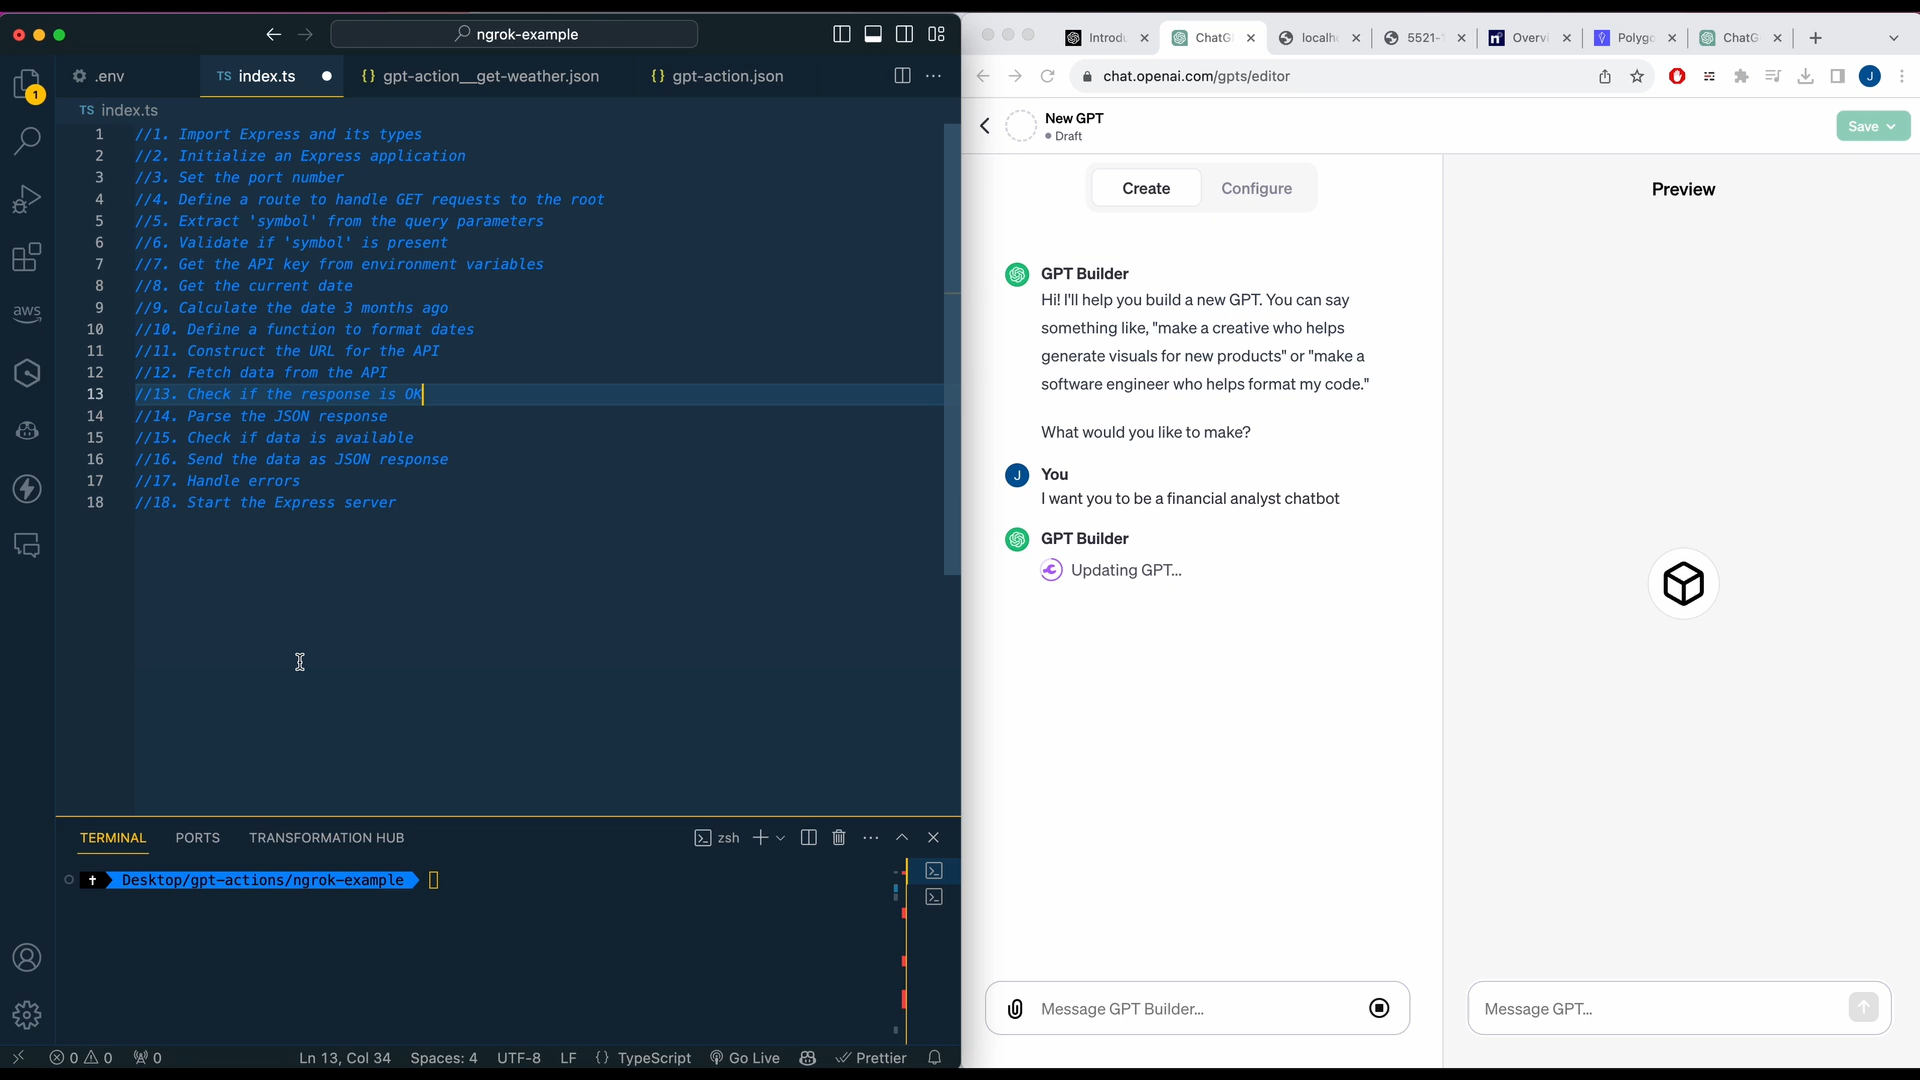 ngrok-example
.env
TS index.ts
{} gpt-action__get-weather.json
{} gpt-action.json
1
TS index.ts
aws
1 //1. Import Express and its types
2 //2. Initialize an Express application
3 //3. Set the port number
4 //4. Define a route to handle GET requests to the root
5 //5. Extract 'symbol' from the query parameters
6 //6. Validate if 'symbol' is present
7 //7. Get the API key from environment variables
8 //8. Get the current date
9 //9. Calculate the date 3 months ago
10 //10. Define a function to format dates
11 //11. Construct the URL for the API
12 //12. Fetch data from the API
13 //13. Check if the response is OK
14 //14. Parse the JSON response
15 //15. Check if data is available
16 //16. Send the data as JSON response
17 //17. Handle errors
18 //18. Start the Express server
TERMINAL PORTS TRANSFORMATION HUB
zsh
Desktop/gpt-actions/ngrok-example
0 0 0
Ln 13, Col 34 Spaces: 4 UTF-8 LF {} TypeScript Go Live Prettier
Introdu
ChatG
localh
5521-
Overvi
Polygo
ChatG
chat.openai.com/gpts/editor
J
New GPT
Draft
Save
Create Configure
Preview
GPT Builder
Hi! I'll help you build a new GPT. You can say
something like, "make a creative who helps
generate visuals for new products" or "make a
software engineer who helps format my code."
What would you like to make?
J
You
I want you to be a financial analyst chatbot
GPT Builder
Updating GPT...
Message GPT Builder...
Message GPT...